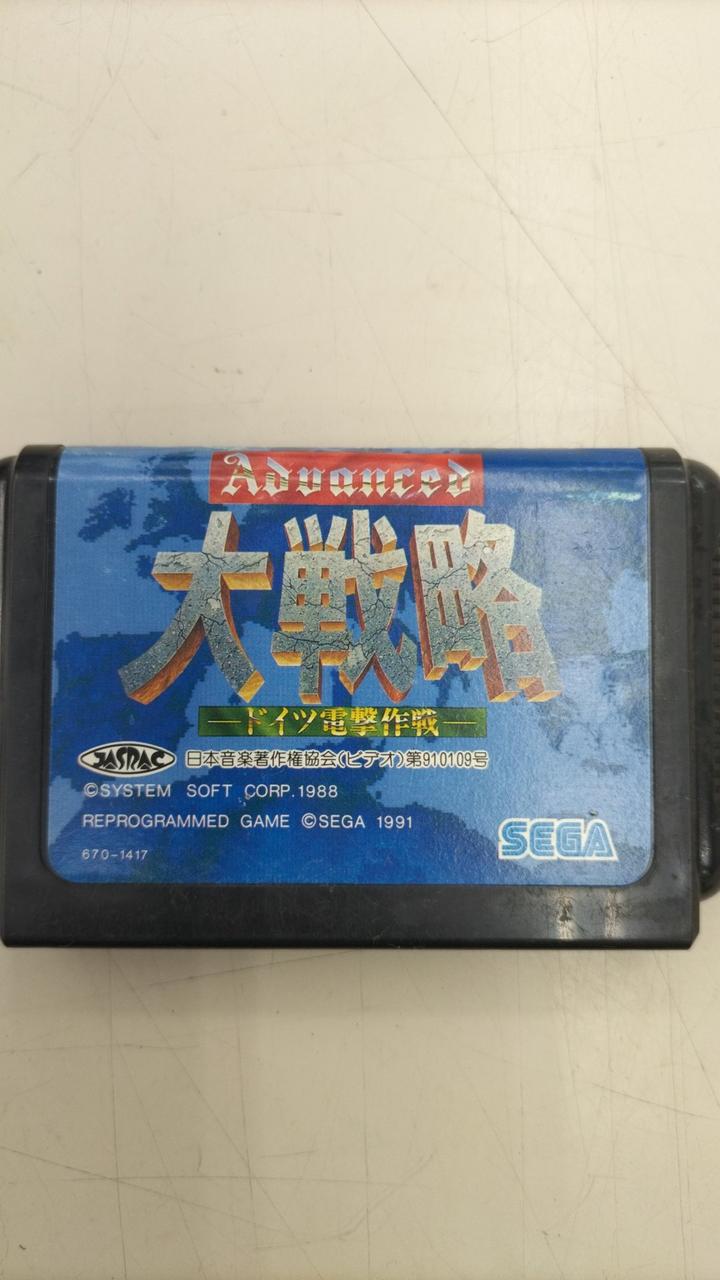 Advanced
大戦略
―ドイツ電撃作戦―
JASRAC 日本音楽著作権協会(ビデオ)第910109号
©SYSTEM SOFT CORP.1988
REPROGRAMMED GAME ©SEGA 1991
670-1417
SEGA